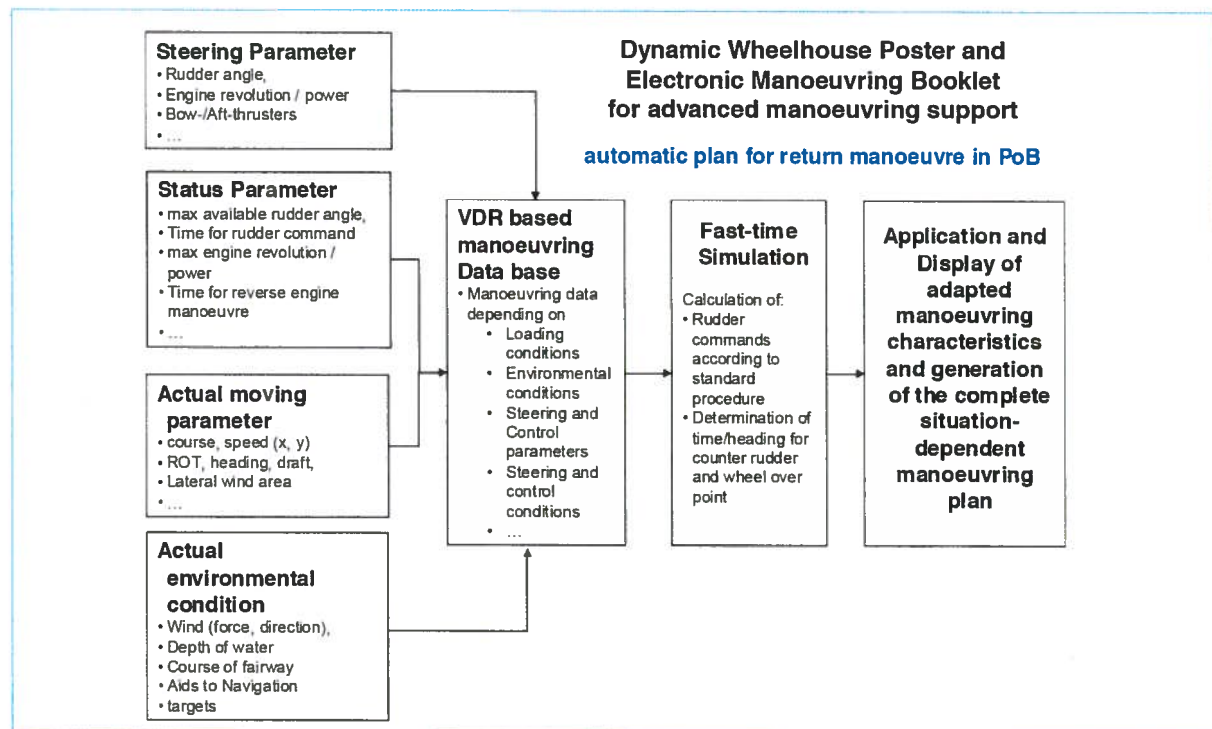 Dynamic Wheelhouse Poster and
Electronic Manoeuvring Booklet
for advanced manoeuvring support
automatic plan for return manoeuvre in PoB
Steering Parameter
• Rudder angle,
• Engine revolution / power
• Bow-/Aft-thrusters
• ...
Status Parameter
• max available rudder angle,
• Time for rudder command
• max engine revolution /
power
• Time for reverse engine
manoeuvre
• ...
Actual moving
parameter
• course, speed (x, y)
• ROT, heading, draft,
• Lateral wind area
• ...
Actual
environmental
condition
• Wind (force, direction),
• Depth of water
• Course of fairway
• Aids to Navigation
• targets
VDR based
manoeuvring
Data base
• Manoeuvring data
depending on
• Loading
conditions
• Environmental
conditions
• Steering and
Control
parameters
• Steering and
control
conditions
• ...
Fast-time
Simulation
Calculation of:
• Rudder
commands
according to
standard
procedure
• Determination of
time/heading for
counter rudder
and wheel over
point
Application and
Display of
adapted
manoeuvring
characteristics
and generation
of the complete
situation-
dependent
manoeuvring
plan